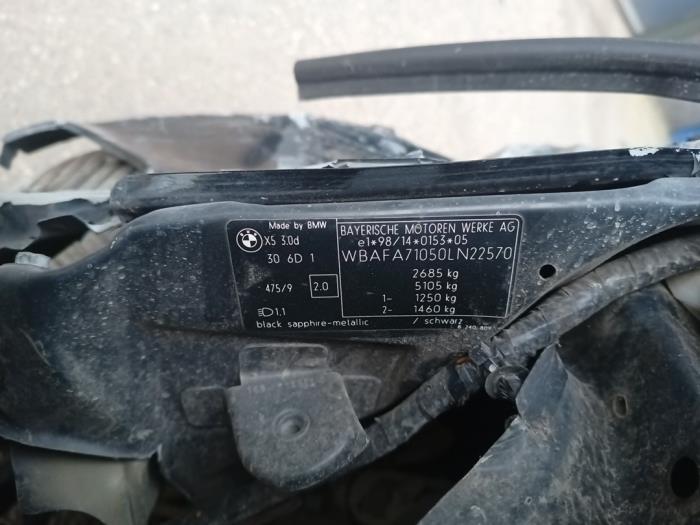 Made by BMW
X5 3.0d
30 6D 1
475/9 2.0
1,1
black sapphire-metallic / schwarz
BAYERISCHE MOTOREN WERKE AG
e1*98/14*0153*05
WBAFA71050LN22570
2685 kg
5105 kg
1- 1250 kg
2- 1460 kg